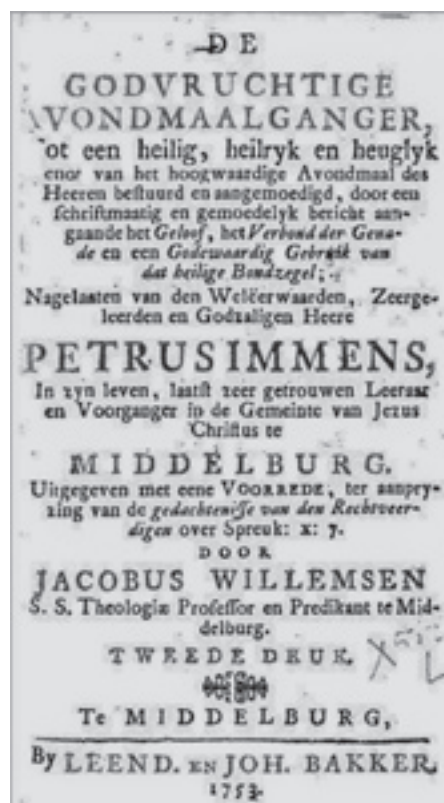 DE
GODVRUCHTIGE
AVONDMAALGANGER,
ot een heilig, heilryk en heuglyk
enot van het hoogwaardige Avondmaal des
Heeren bestuurd en aangemoedigd, door een
schriftmaatig en gemoedelyk bericht aan-
gaande het Geloof, het Verbond der Gena-
de en een Godewaardig Gebruik van
dat heilige Bondzegel;
Nagelaaten van den Weléerwaarden, Zeerge-
leerden en Godzaligen Heere
PETRUS IMMENS,
In zyn leven, laatst zeer getrouwen Leeraar
en Voorganger in de Gemeinte van Jezus
Christus te
MIDDELBURG.
Uitgegeven met eene VOORREDE, ter aanpry-
zing van de gedachtenisse van den Rechtveer-
digen over Spreuk: x: 7.
DOOR
JACOBUS WILLEMSEN
S. S. Theologiæ Professor en Predikant te Mid-
delburg.
TWEEDE DRUK.
Te MIDDELBURG,
By LEEND. EN JOH. BAKKER.
1753.